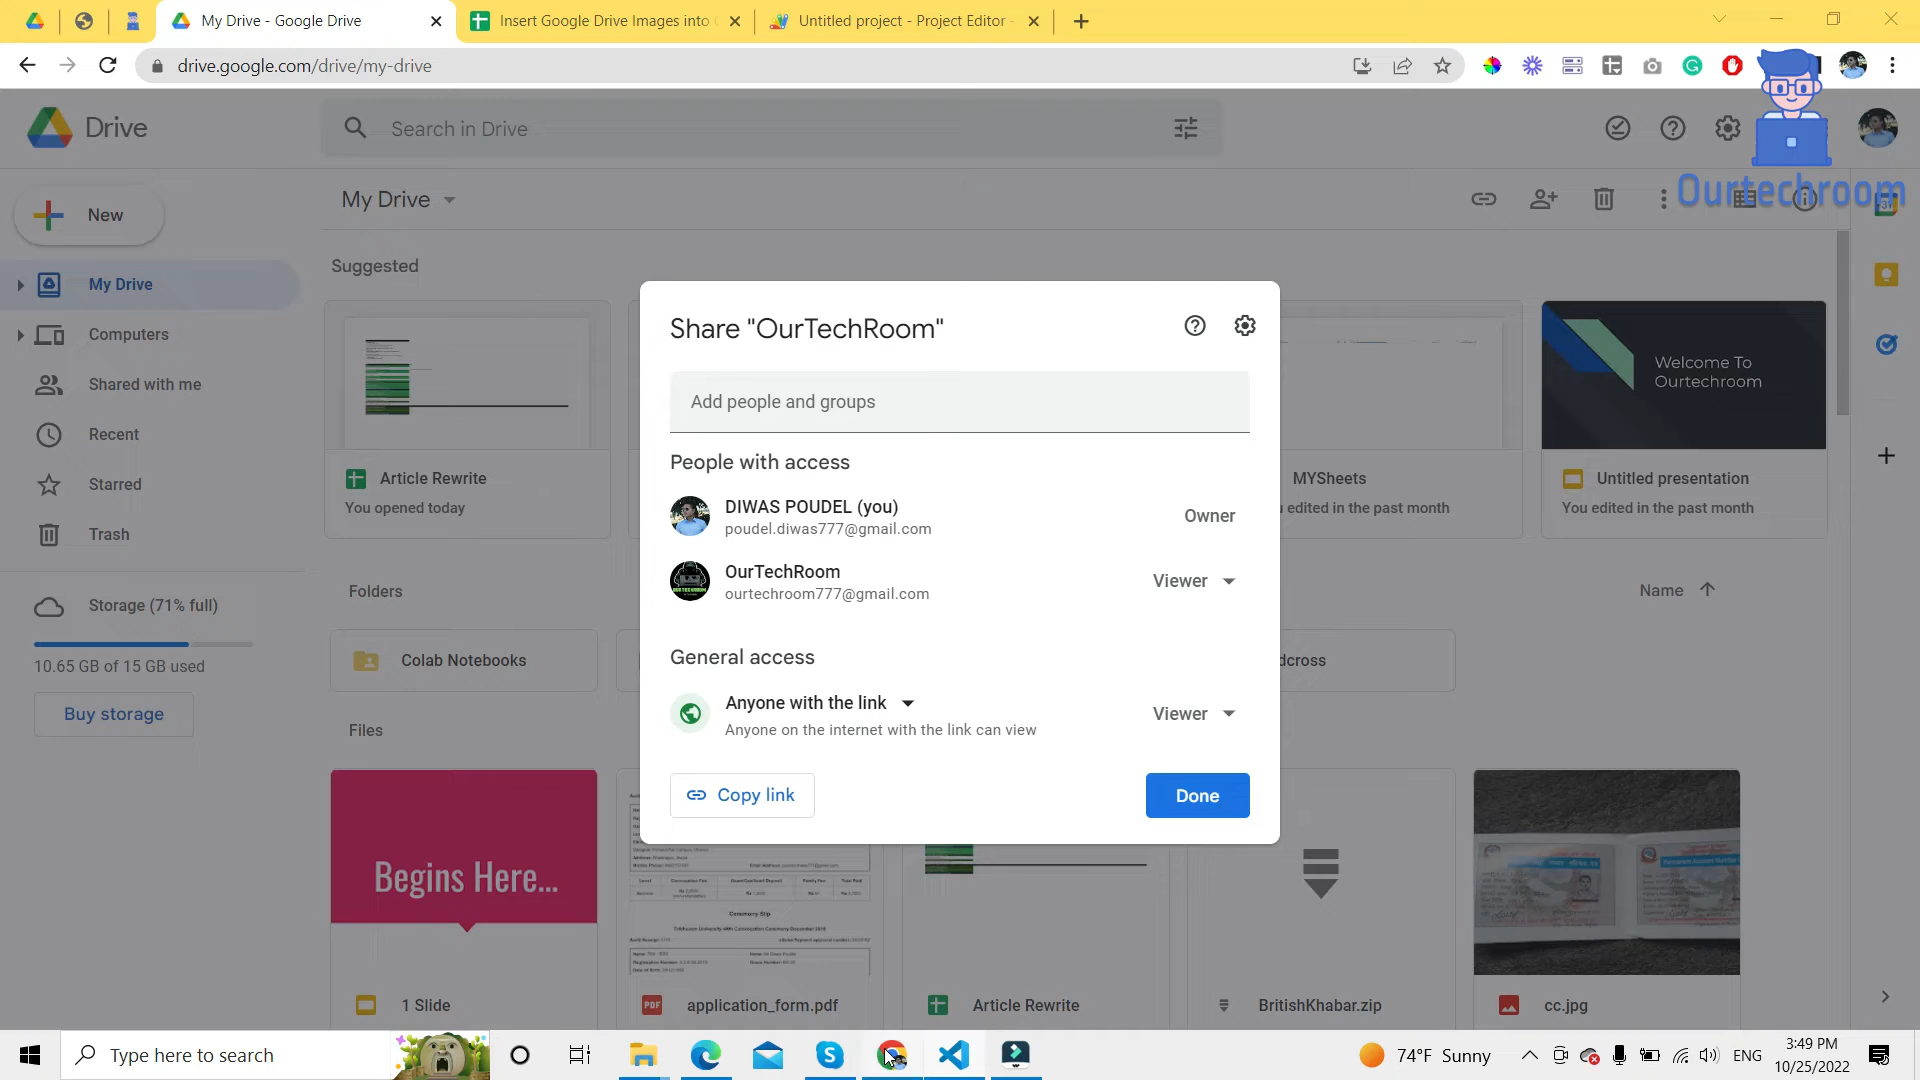 My Drive - Google Drive
Insert Google Drive Images into
Untitled project - Project Editor -
drive.google.com/drive/my-drive
Drive
Search in Drive
Ourtechroom
New
My Drive
My Drive
Computers
Shared with me
Recent
Starred
Trash
Storage (71% full)
10.65 GB of 15 GB used
Buy storage
Suggested
Article Rewrite
You opened today
MYSheets
edited in the past month
Welcome To
Ourtechroom
Untitled presentation
You edited in the past month
Folders
Name
Colab Notebooks
dcross
Files
Share "OurTechRoom"
Add people and groups
People with access
DIWAS POUDEL (you)
poudel.diwas777@gmail.com
Owner
OurTechRoom
ourtechroom777@gmail.com
Viewer
General access
Anyone with the link
Anyone on the internet with the link can view
Viewer
Copy link
Done
Begins Here...
Ceremony Slip
1 Slide
PDF
application_form.pdf
Article Rewrite
BritishKhabar.zip
cc.jpg
Type here to search
74°F Sunny
ENG
3:49 PM
10/25/2022